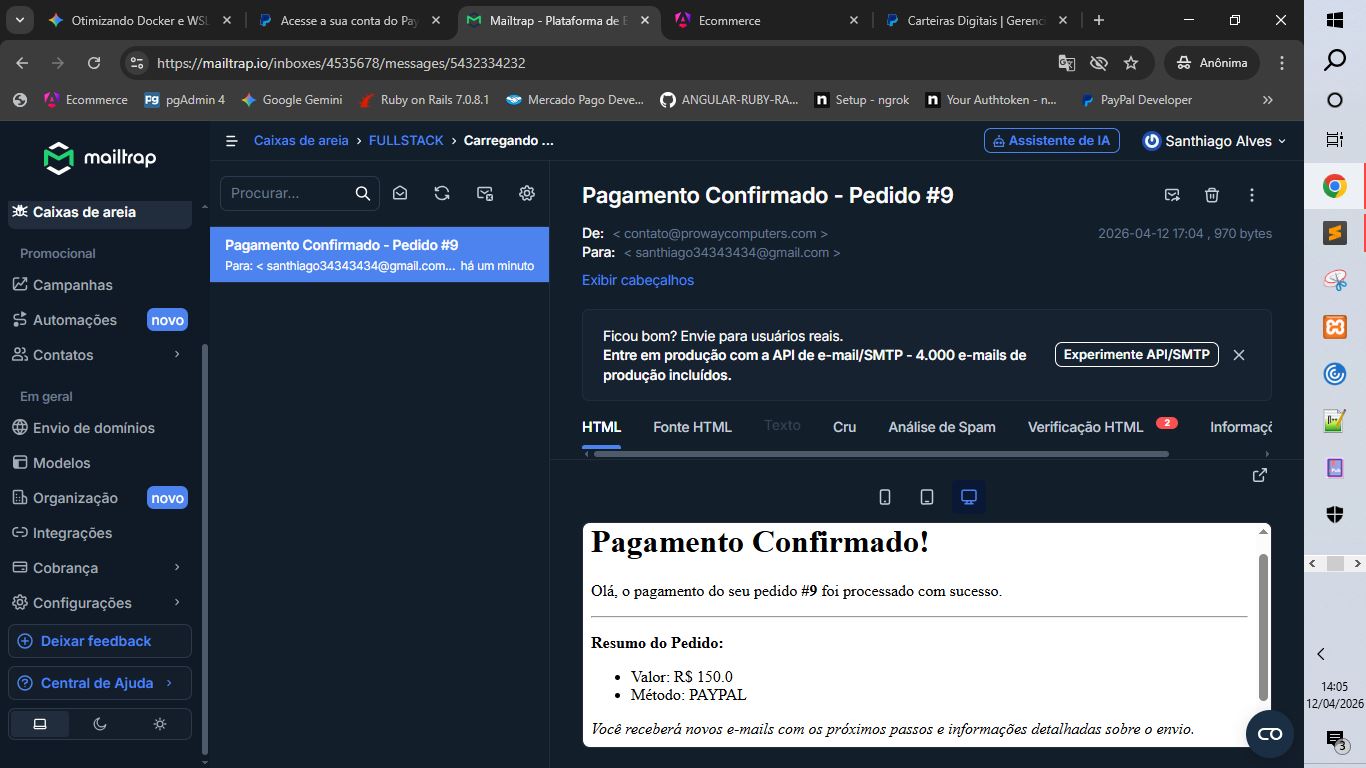 Otimizando Docker e WSL
Acesse a sua conta do Pay
Mailtrap - Plataforma de E
Ecommerce
Carteiras Digitais | Gerenci
https://mailtrap.io/inboxes/4535678/messages/5432334232
Anônima
Ecommerce
pgAdmin 4
Google Gemini
Ruby on Rails 7.0.8.1
Mercado Pago Deve...
ANGULAR-RUBY-RA...
Setup - ngrok
Your Authtoken - n...
PayPal Developer
mailtrap
Caixas de areia
Promocional
Campanhas
Automações novo
Contatos
Em geral
Envio de domínios
Modelos
Organização novo
Integrações
Cobrança
Configurações
Deixar feedback
Central de Ajuda
Caixas de areia › FULLSTACK › Carregando ...
Assistente de IA
Santhiago Alves
Procurar...
Pagamento Confirmado - Pedido #9
Para: < santhiago34343434@gmail.com... há um minuto
Pagamento Confirmado - Pedido #9
De: < contato@prowaycomputers.com >
2026-04-12 17:04 , 970 bytes
Para: < santhiago34343434@gmail.com >
Exibir cabeçalhos
Ficou bom? Envie para usuários reais.
Entre em produção com a API de e-mail/SMTP - 4.000 e-mails de
produção incluídos.
Experimente API/SMTP
HTML
Fonte HTML
Texto
Cru
Análise de Spam
Verificação HTML 2
Informaçõ
Pagamento Confirmado!
Olá, o pagamento do seu pedido #9 foi processado com sucesso.
Resumo do Pedido:
Valor: R$ 150.0
Método: PAYPAL
Você receberá novos e-mails com os próximos passos e informações detalhadas sobre o envio.
14:05
12/04/2026
3